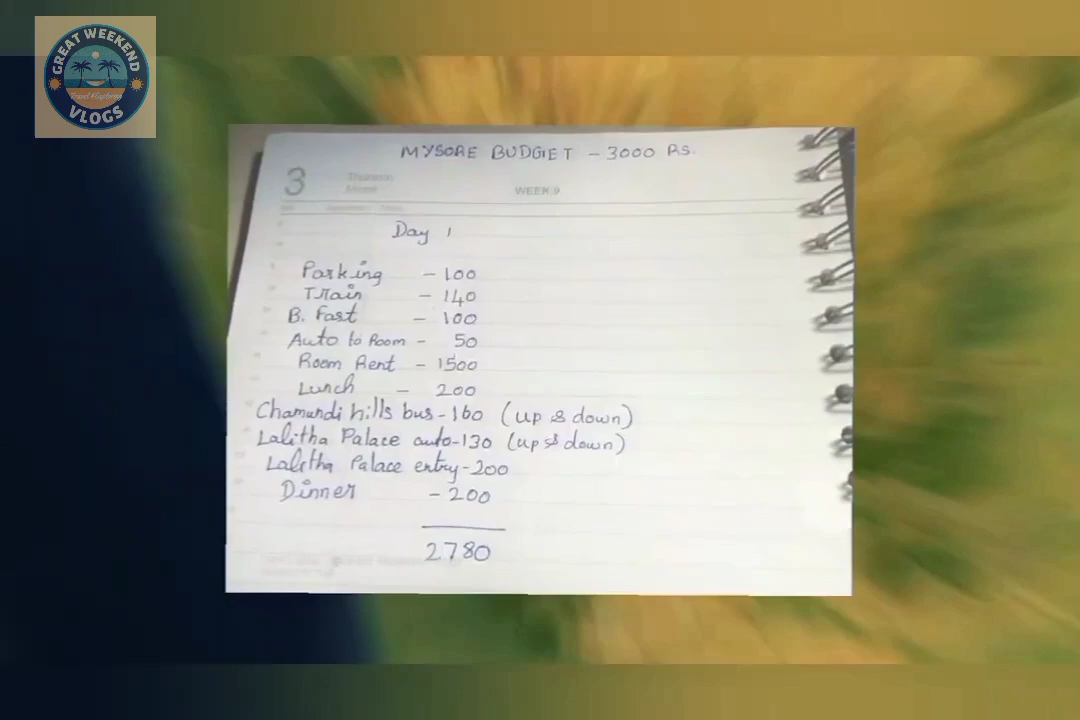 GREAT WEEKEND
VLOGS
MYSORE BUDGET - 3000 RS.
3
WEEK 9
Day 1
Parking - 100
Train - 140
B. Fast - 100
Auto to Room - 50
Room Rent - 1500
Lunch - 200
Chamundi hills bus - 160 (up & down)
Lalitha Palace auto - 130 (up & down)
Lalitha Palace entry - 200
Dinner - 200
2780